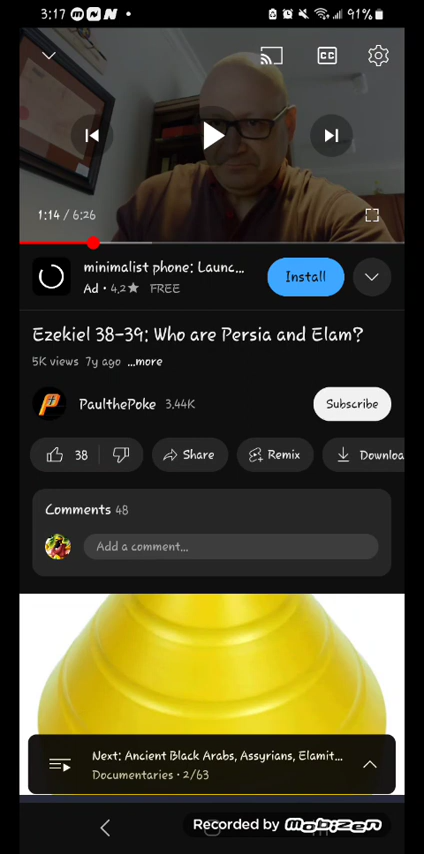 3:17
91%
CC
1:14 / 6:26
minimalist phone: Launc...
Ad • 4.2★ FREE
Install
Ezekiel 38-39: Who are Persia and Elam?
5K views 7y ago ...more
PaulthePoke 3.44K
Subscribe
38
Share
Remix
Downloa
Comments 48
Add a comment...
Next: Ancient Black Arabs, Assyrians, Elamit...
Documentaries • 2/63
Recorded by MOBIZEN